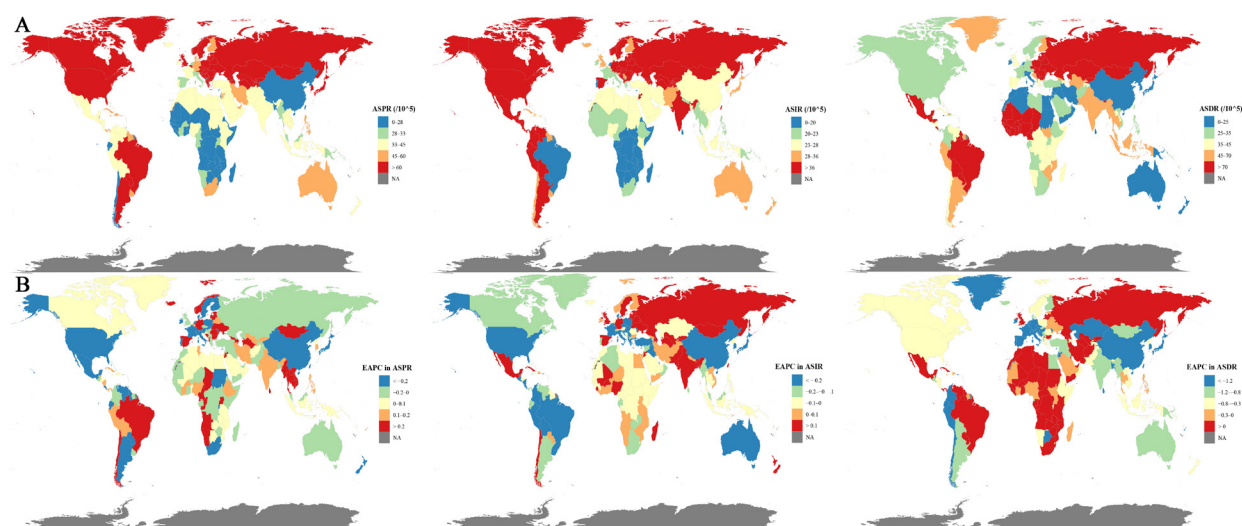 A
ASPR (/10^5)
0-28
28-33
33-45
45-60
> 60
NA
ASIR (/10^5)
0-20
20-23
23-28
28-36
> 36
NA
ASDR (/10^5)
0-25
25-35
35-45
45-70
> 70
NA
B
EAPC in ASPR
< -0.2
-0.2-0
0-0.1
0.1-0.2
> 0.2
NA
EAPC in ASIR
< -0.2
-0.1-0
0-0.1
> 0.1
NA
EAPC in ASDR
< -1.2
-1.2--0.8
-0.8--0.3
-0.3-0
> 0
NA